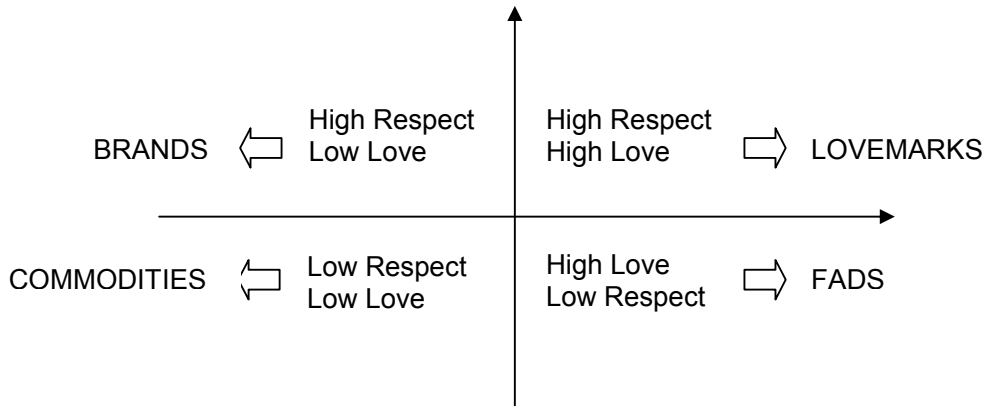 BRANDS
High Respect
Low Love
High Respect
High Love
LOVEMARKS
COMMODITIES
Low Respect
Low Love
High Love
Low Respect
FADS